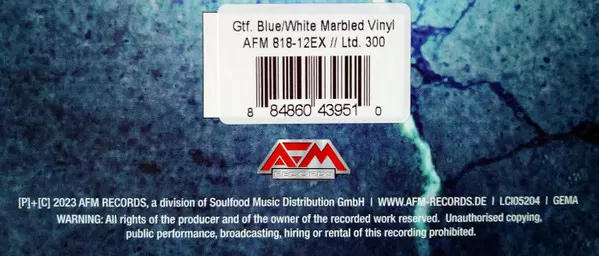 Gtf. Blue/White Marbled Vinyl
AFM 818-12EX // Ltd. 300
8 84860 43951 0
AFM
RECORDS
[P]+[C] 2023 AFM RECORDS, a division of Soulfood Music Distribution GmbH | WWW.AFM-RECORDS.DE | LCI05204 | GEMA
WARNING: All rights of the producer and of the owner of the recorded work reserved. Unauthorised copying,
public performance, broadcasting, hiring or rental of this recording prohibited.